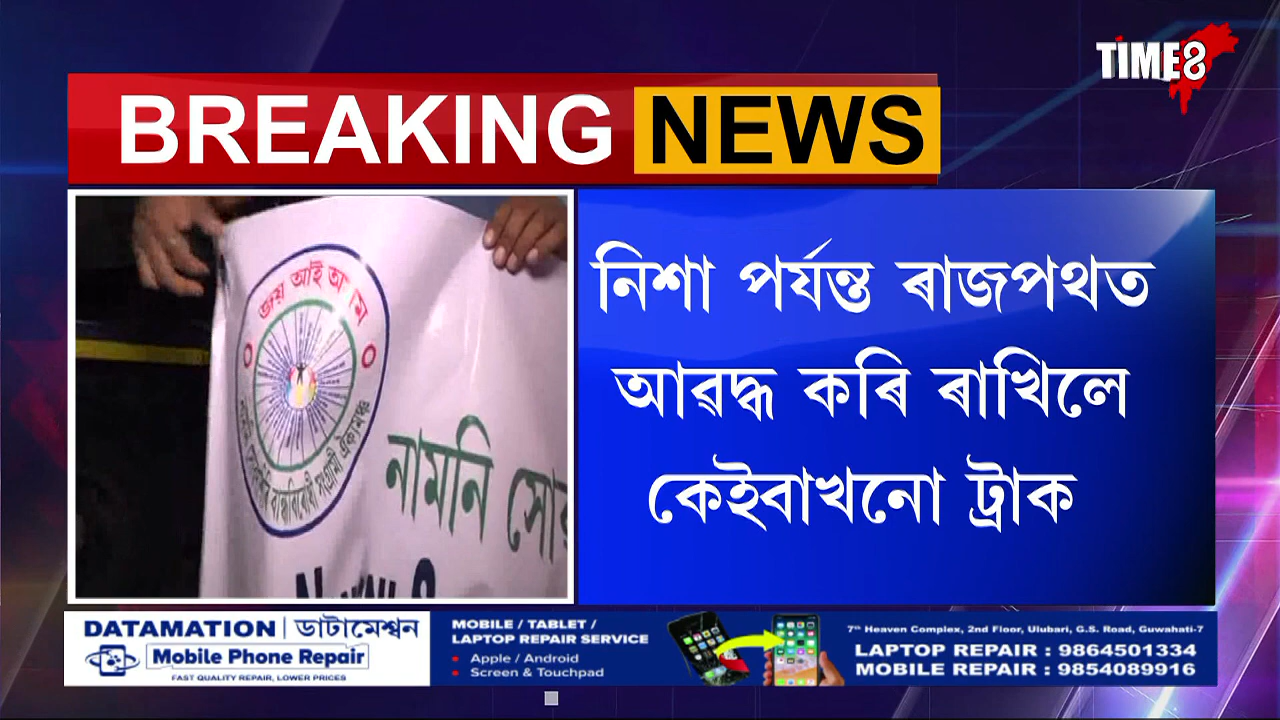 TIME8
BREAKING NEWS
নিশা পৰ্যন্ত ৰাজপথত
আৱদ্ধ কৰি ৰাখিলে
কেইবাখনো ট্ৰাক
জয় আই অসম
নামনি সোৱ
DATAMATION | ডাটামেশ্বন
Mobile Phone Repair
FAST QUALITY REPAIR, LOWER PRICES
MOBILE / TABLET /
LAPTOP REPAIR SERVICE
Apple / Android
Screen & Touchpad
7th Heaven Complex, 2nd Floor, Ulubari, G.S. Road, Guwahati-7
LAPTOP REPAIR : 9864501334
MOBILE REPAIR : 9854089916